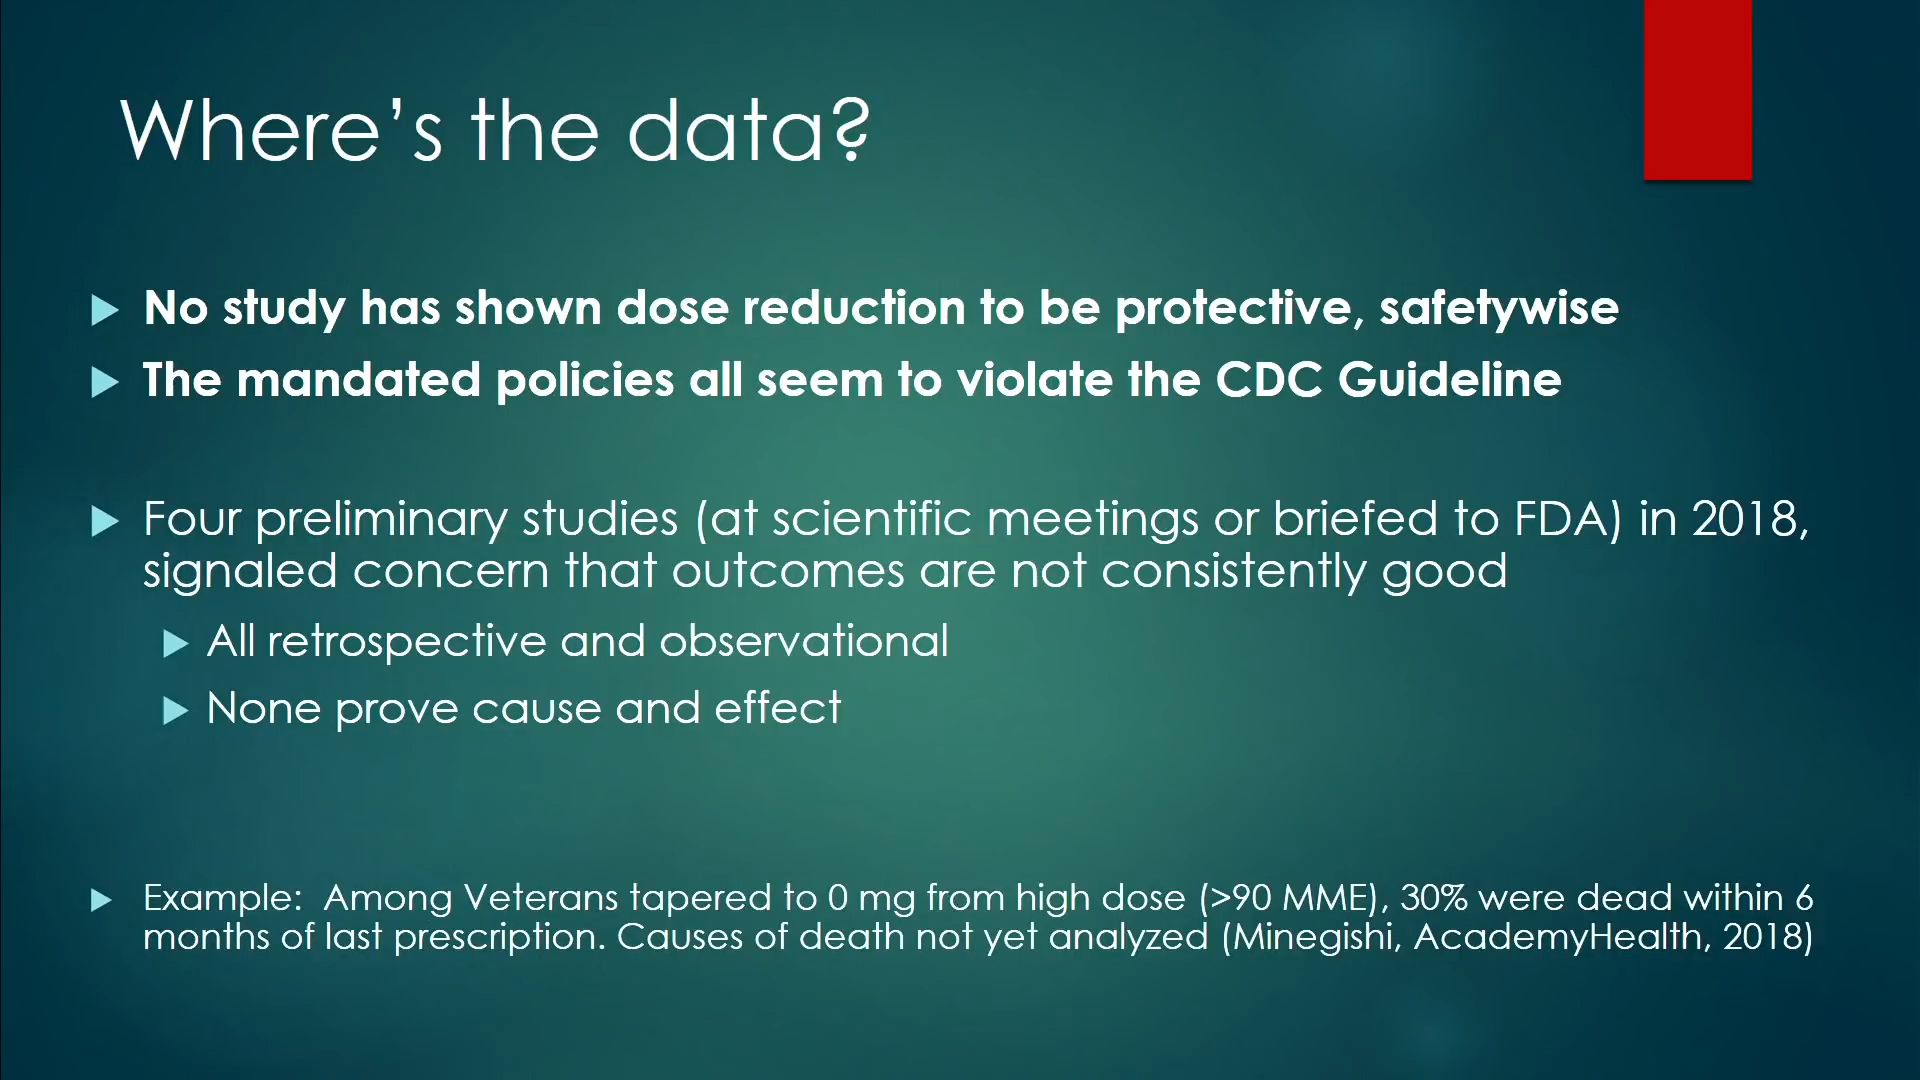 Where’s the data?
No study has shown dose reduction to be protective, safetywise
The mandated policies all seem to violate the CDC Guideline
Four preliminary studies (at scientific meetings or briefed to FDA) in 2018,
signaled concern that outcomes are not consistently good
All retrospective and observational
None prove cause and effect
Example:  Among Veterans tapered to 0 mg from high dose (>90 MME), 30% were dead within 6
months of last prescription. Causes of death not yet analyzed (Minegishi, AcademyHealth, 2018)